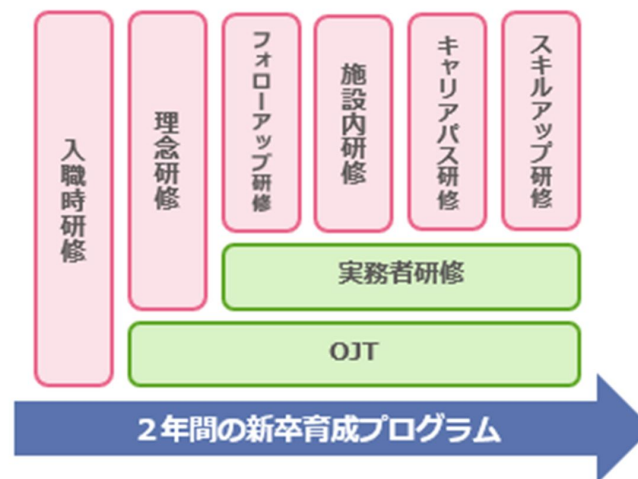 入職時研修
理念研修
フォローアップ研修
施設内研修
キャリアパス研修
スキルアップ研修
実務者研修
OJT
２年間の新卒育成プログラム